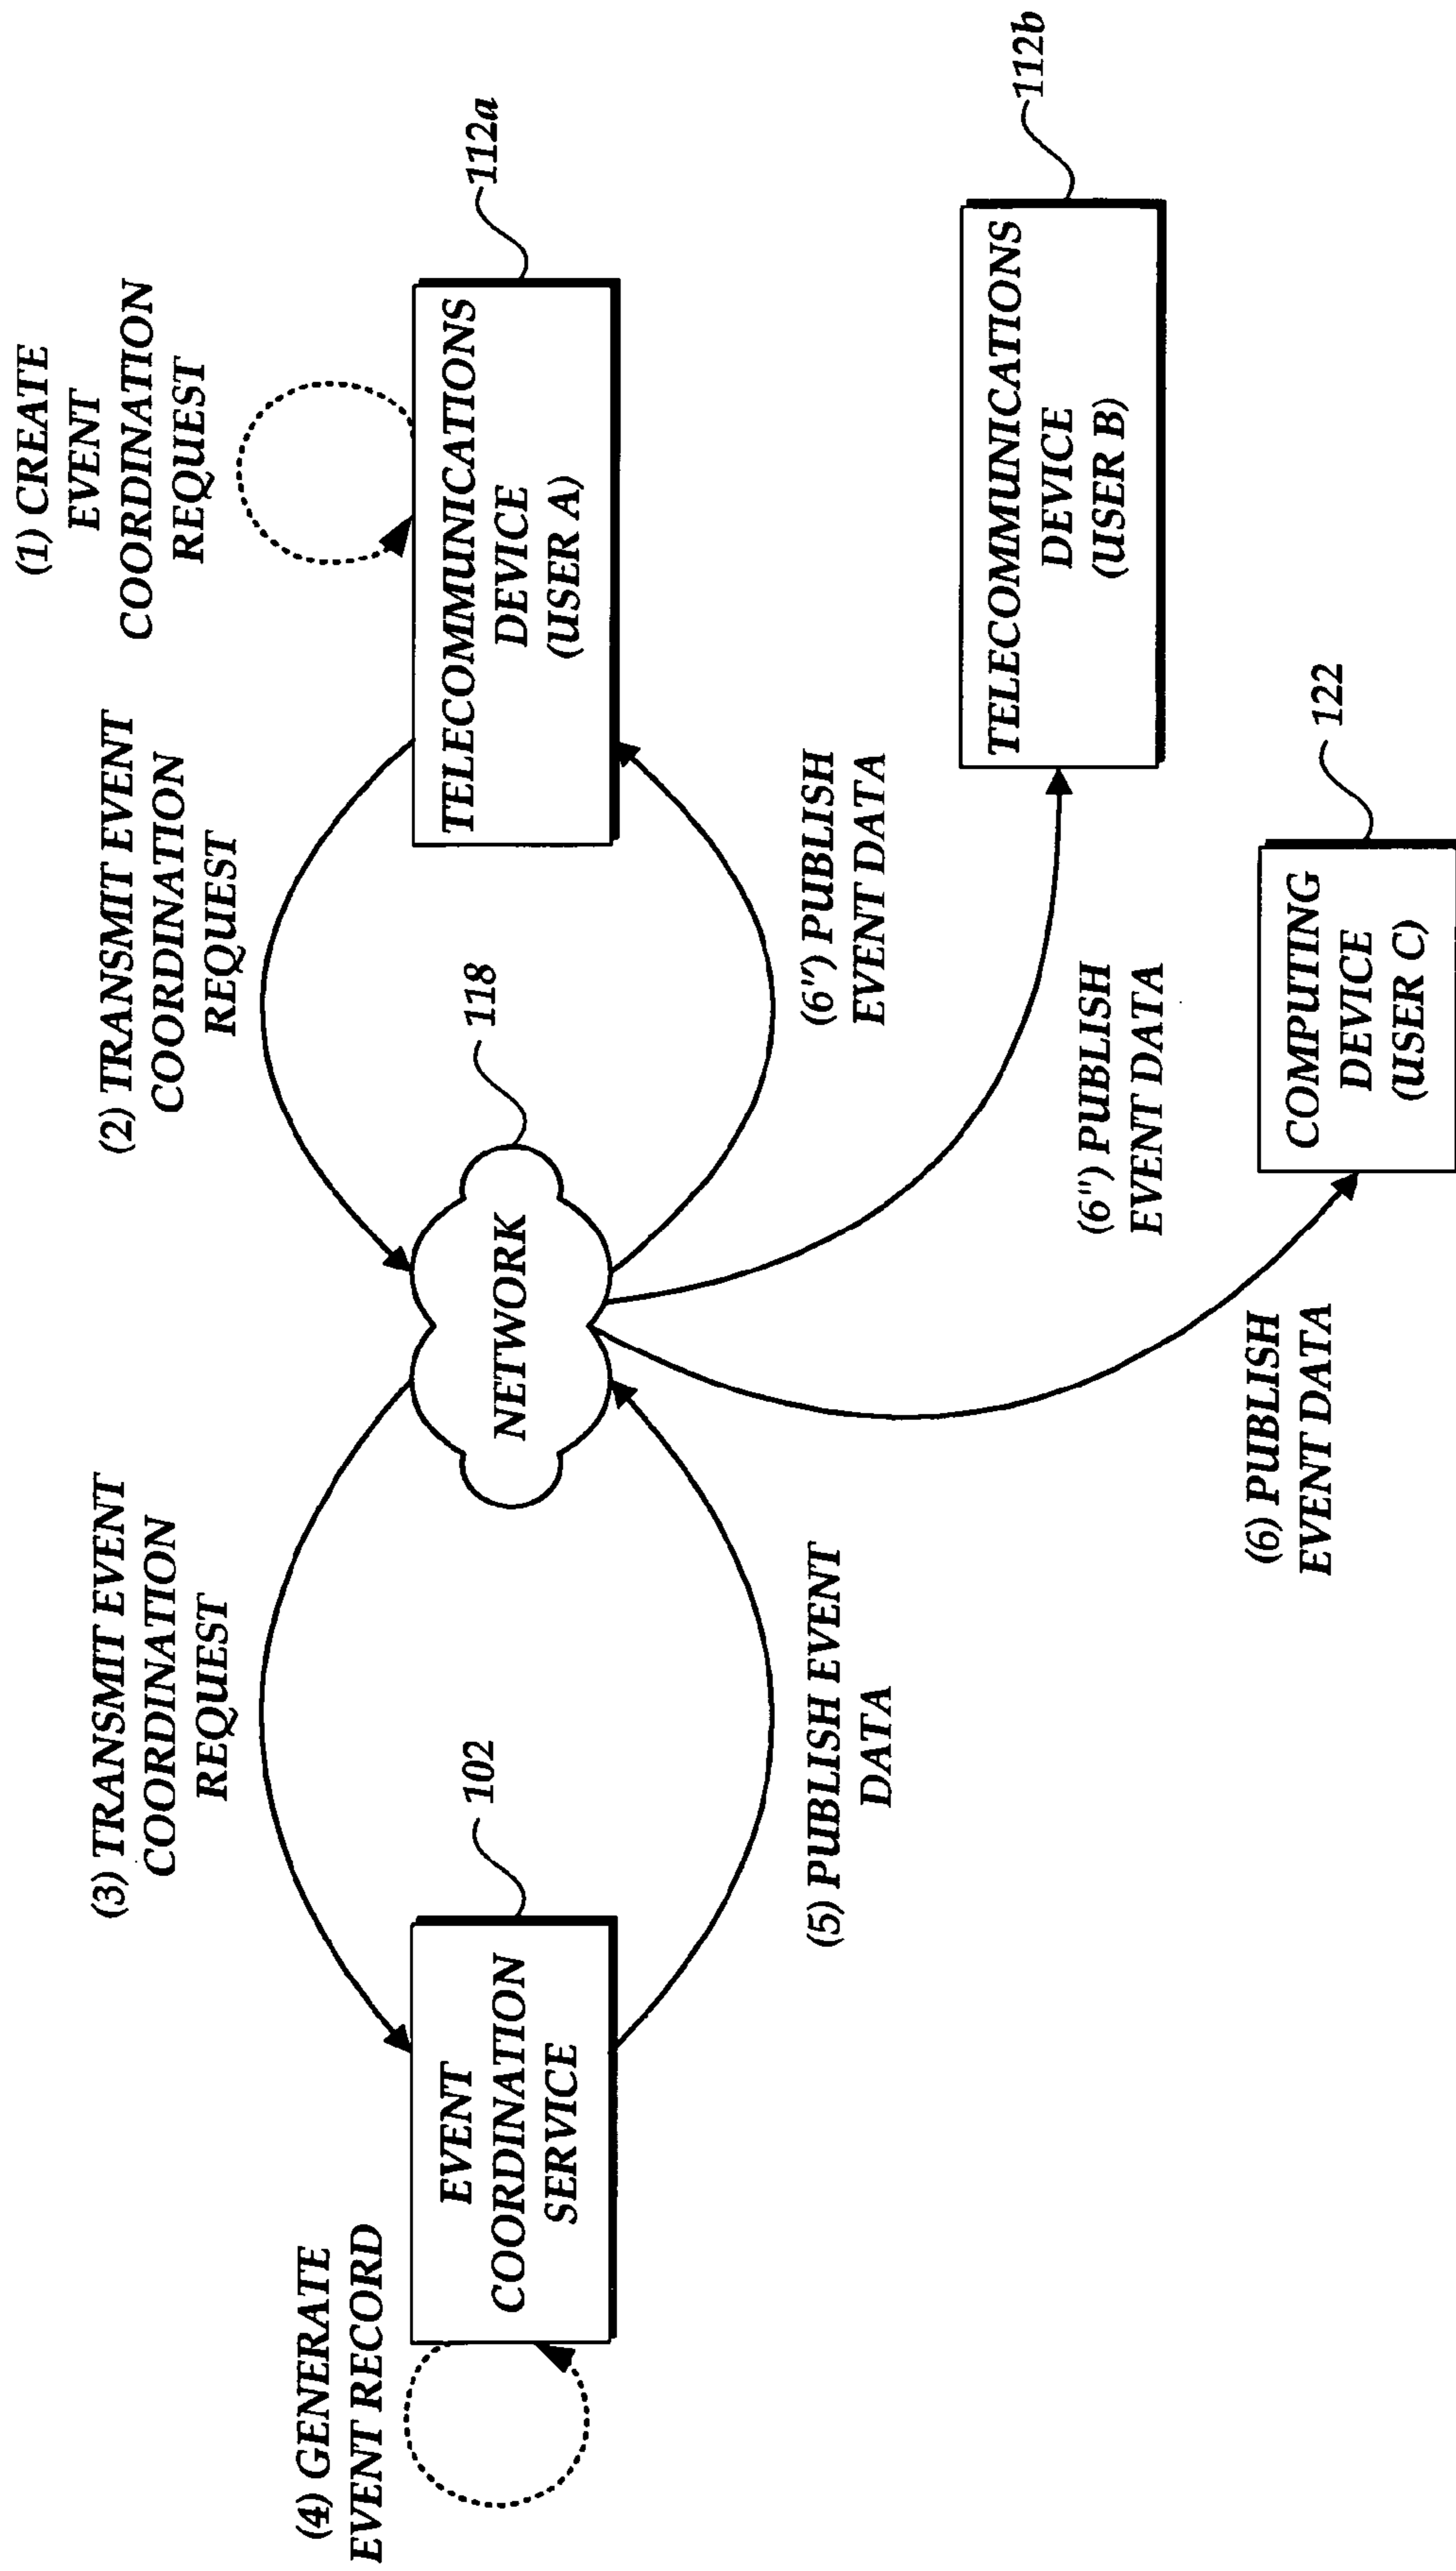 (1) CREATE
EVENT
COORDINATION
REQUEST
(2) TRANSMIT EVENT
COORDINATION
REQUEST
(3) TRANSMIT EVENT
COORDINATION
REQUEST
(4) GENERATE
EVENT RECORD
EVENT
COORDINATION
SERVICE
102
NETWORK
118
TELECOMMUNICATIONS
DEVICE
(USER A)
112a
(5) PUBLISH EVENT
DATA
(6") PUBLISH
EVENT DATA
TELECOMMUNICATIONS
DEVICE
(USER B)
112b
(6") PUBLISH
EVENT DATA
(6) PUBLISH
EVENT DATA
COMPUTING
DEVICE
(USER C)
122